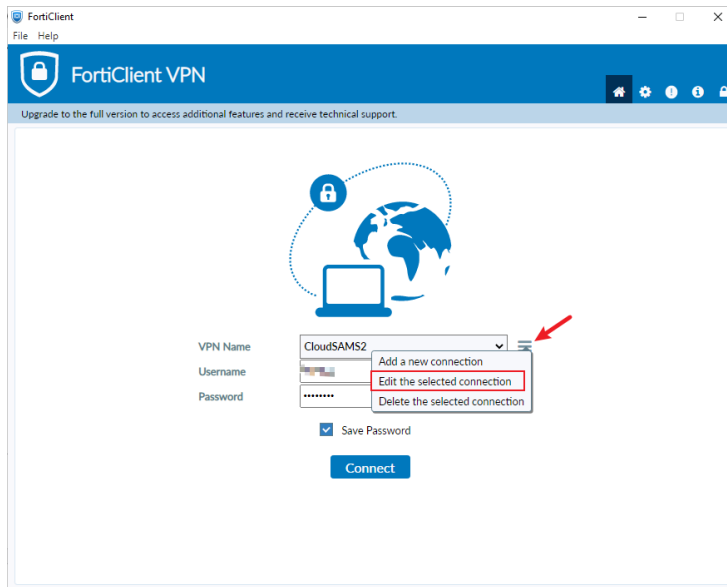 FortiClient
File Help
FortiClient VPN
Upgrade to the full version to access additional features and receive technical support.
VPN Name
CloudSAMS2
Add a new connection
Username
Edit the selected connection
Password
••••••••
Delete the selected connection
Save Password
Connect